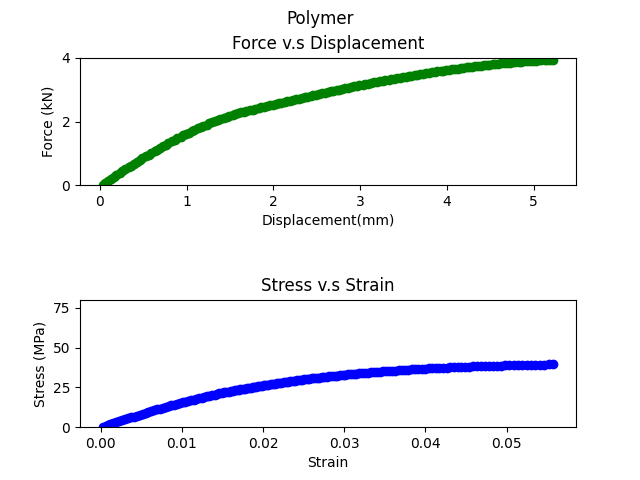 Polymer
Force v.s Displacement
4
2
0
Force (kN)
0 1 2 3 4 5
Displacement(mm)
Stress v.s Strain
75
50
25
0
Stress (MPa)
0.00 0.01 0.02 0.03 0.04 0.05
Strain